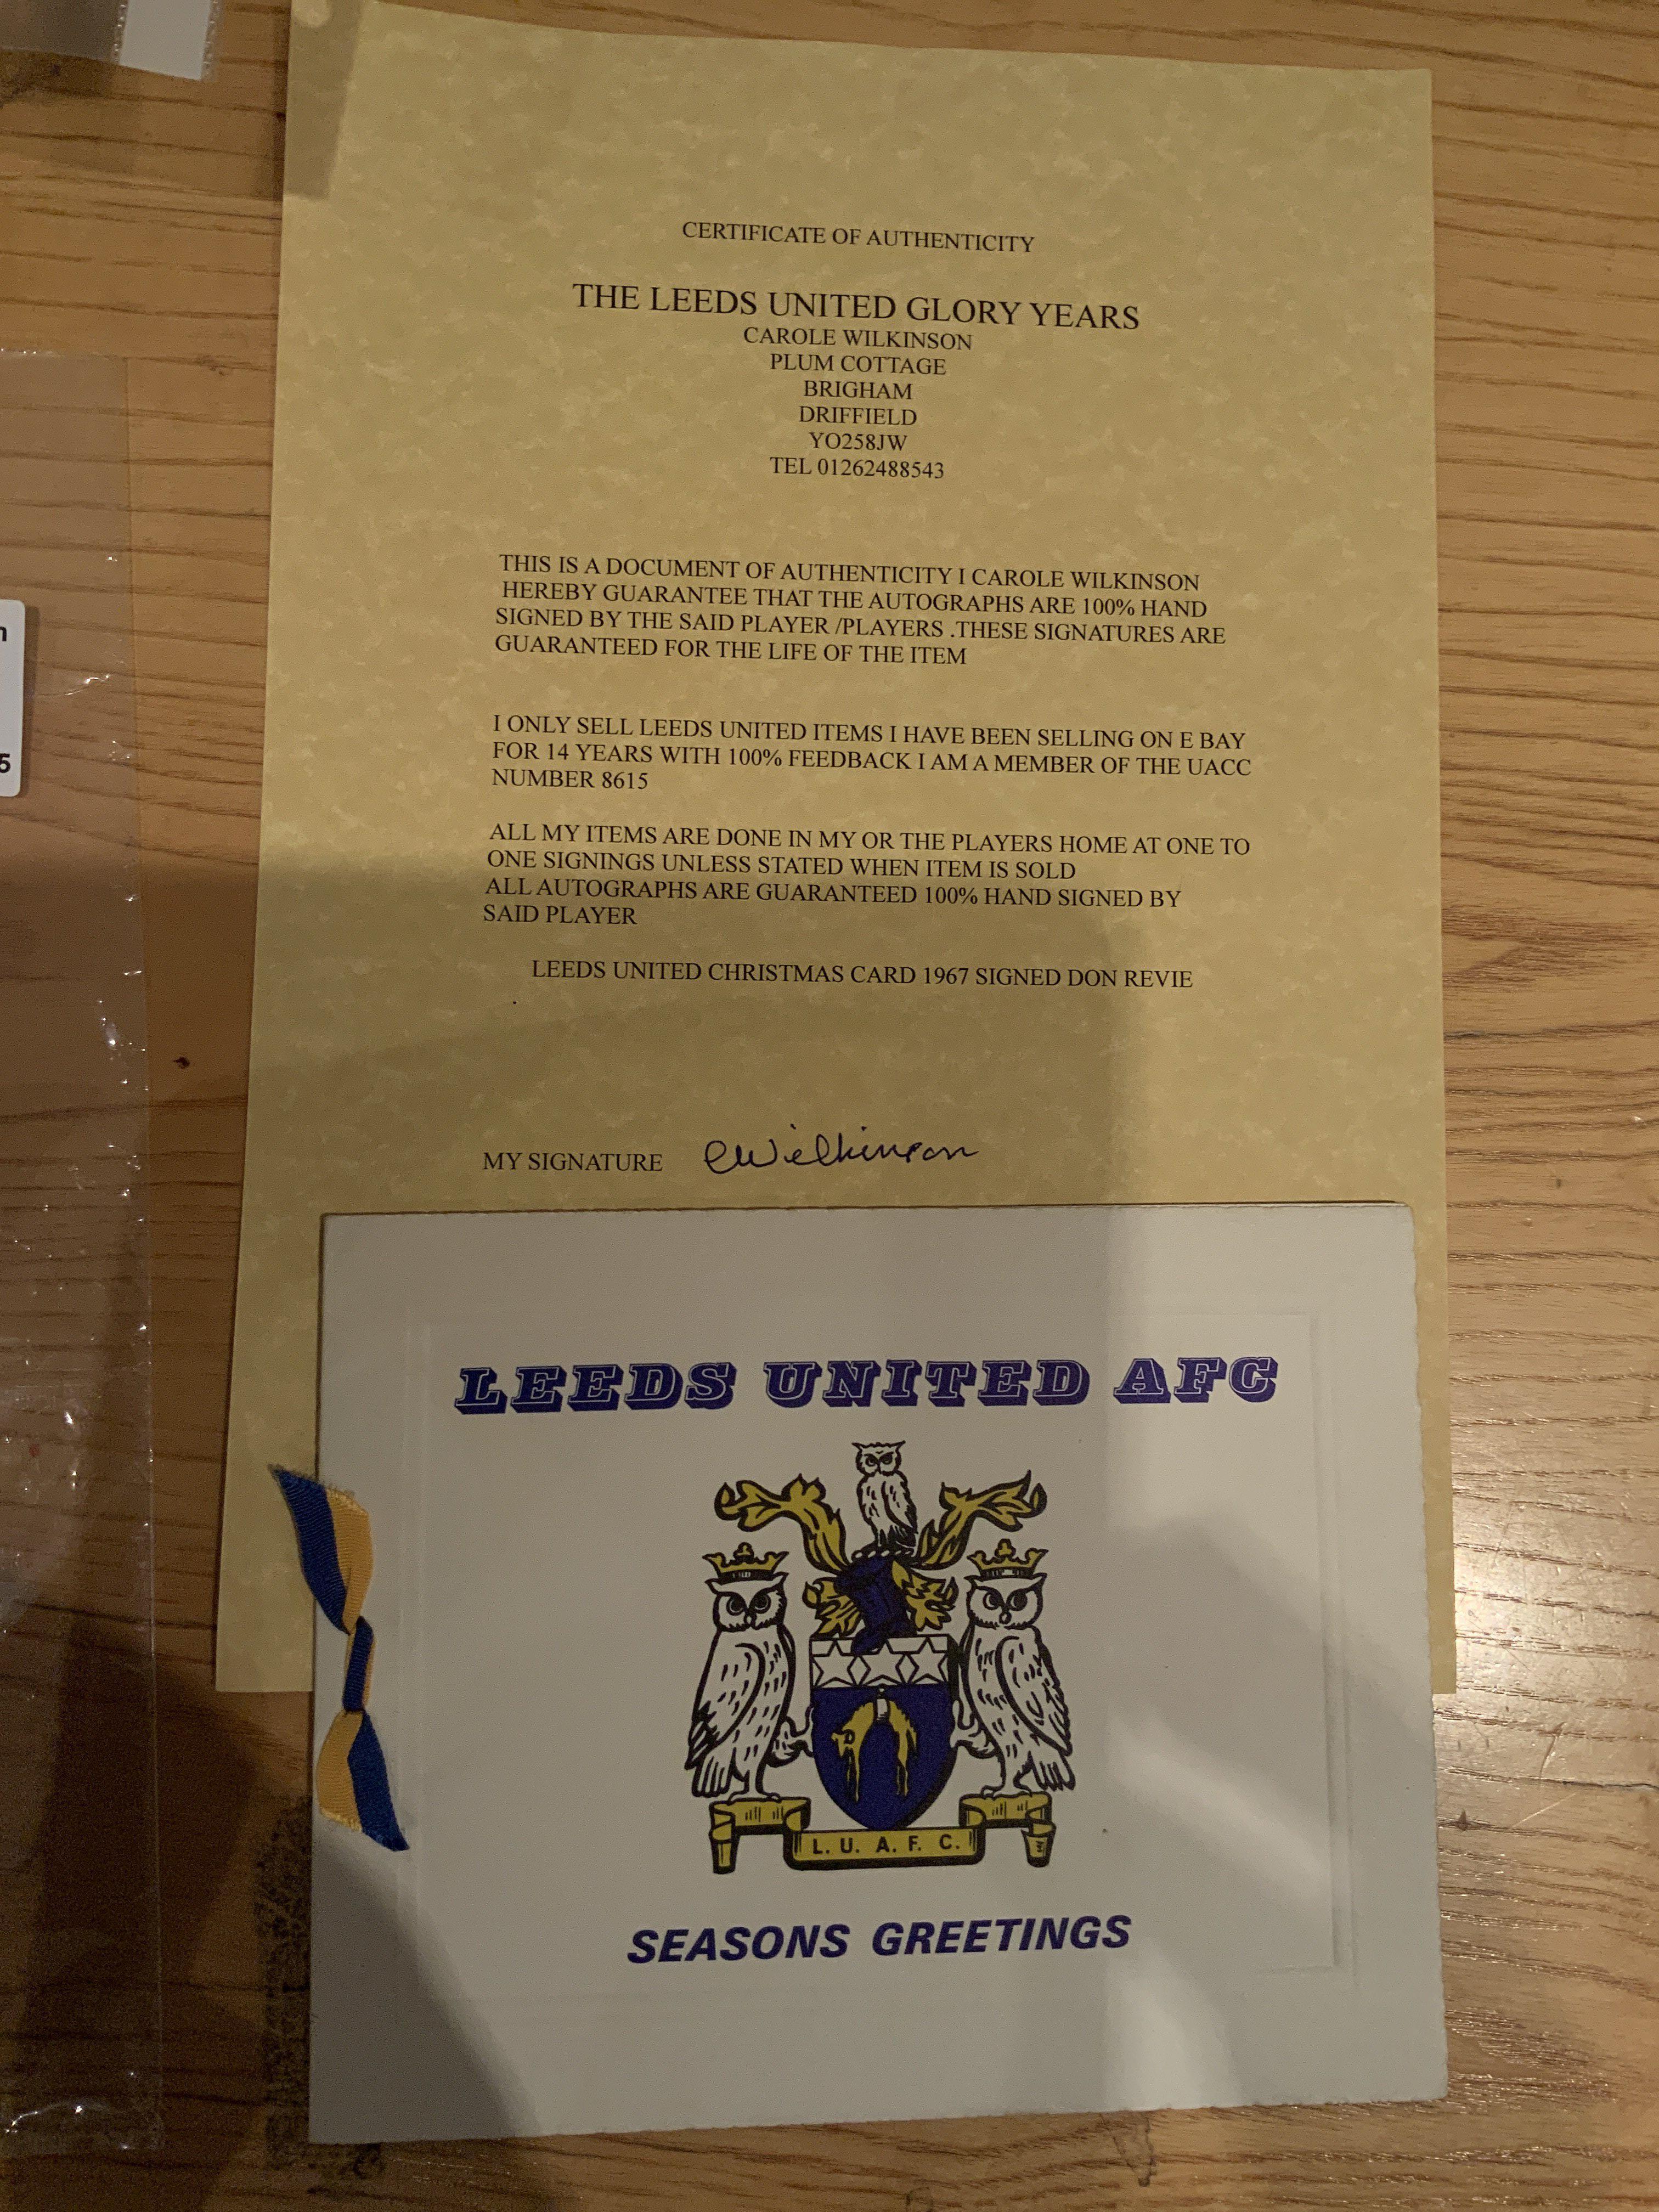 CERTIFICATE OF AUTHENTICITY
THE LEEDS UNITED GLORY YEARS
CAROLE WILKINSON
PLUM COTTAGE
BRIGHAM
DRIFFIELD
YO258JW
TEL 01262488543
THIS IS A DOCUMENT OF AUTHENTICITY I CAROLE WILKINSON
HEREBY GUARANTEE THAT THE AUTOGRAPHS ARE 100% HAND
SIGNED BY THE SAID PLAYER /PLAYERS .THESE SIGNATURES ARE
GUARANTEED FOR THE LIFE OF THE ITEM
I ONLY SELL LEEDS UNITED ITEMS I HAVE BEEN SELLING ON E BAY
FOR 14 YEARS WITH 100% FEEDBACK I AM A MEMBER OF THE UACC
NUMBER 8615
ALL MY ITEMS ARE DONE IN MY OR THE PLAYERS HOME AT ONE TO
ONE SIGNINGS UNLESS STATED WHEN ITEM IS SOLD
ALL AUTOGRAPHS ARE GUARANTEED 100% HAND SIGNED BY
SAID PLAYER
LEEDS UNITED CHRISTMAS CARD 1967 SIGNED DON REVIE
MY SIGNATURE CWilkinson
LEEDS UNITED AFC
L. U. A. F. C.
SEASONS GREETINGS
5